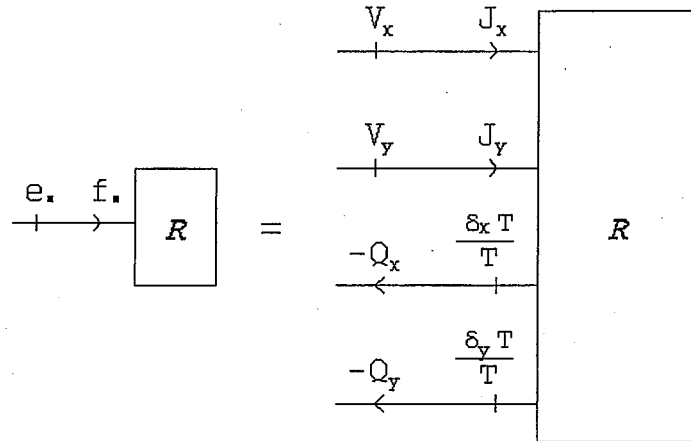 V_x J_x
V_y J_y
e. f. R = R
-Q_x δ_x T / T
-Q_y δ_y T / T